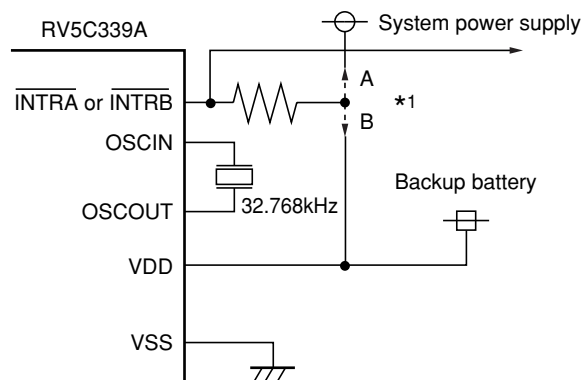 RV5C339A
System power supply
A
INTRA or INTRB
*1
B
OSCIN
Backup battery
OSCOUT
32.768kHz
VDD
VSS